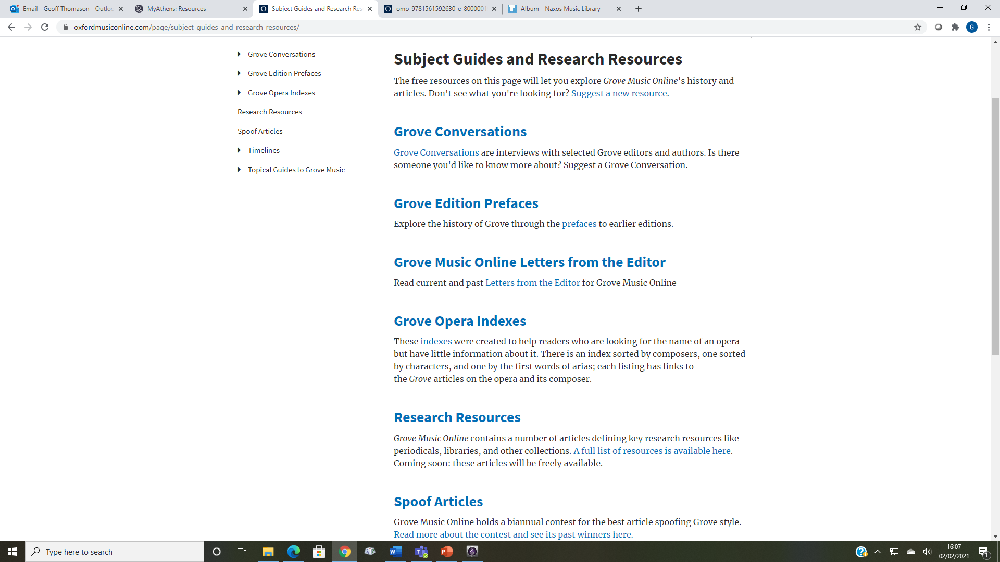 Email - Geoff Thomason - Outloo
MyAthens: Resources
Subject Guides and Research Res
omo-9781561592630-e-8000001
Album - Naxos Music Library
oxfordmusiconline.com/page/subject-guides-and-research-resources/
G
Grove Conversations
Grove Edition Prefaces
Grove Opera Indexes
Research Resources
Spoof Articles
Timelines
Topical Guides to Grove Music
Subject Guides and Research Resources
The free resources on this page will let you explore Grove Music Online's history and
articles. Don't see what you're looking for? Suggest a new resource.
Grove Conversations
Grove Conversations are interviews with selected Grove editors and authors. Is there
someone you'd like to know more about? Suggest a Grove Conversation.
Grove Edition Prefaces
Explore the history of Grove through the prefaces to earlier editions.
Grove Music Online Letters from the Editor
Read current and past Letters from the Editor for Grove Music Online
Grove Opera Indexes
These indexes were created to help readers who are looking for the name of an opera
but have little information about it. There is an index sorted by composers, one sorted
by characters, and one by the first words of arias; each listing has links to
the Grove articles on the opera and its composer.
Research Resources
Grove Music Online contains a number of articles defining key research resources like
periodicals, libraries, and other collections. A full list of resources is available here.
Coming soon: these articles will be freely available.
Spoof Articles
Grove Music Online holds a biannual contest for the best article spoofing Grove style.
Read more about the contest and see its past winners here.
Type here to search
16:07
02/02/2021
1